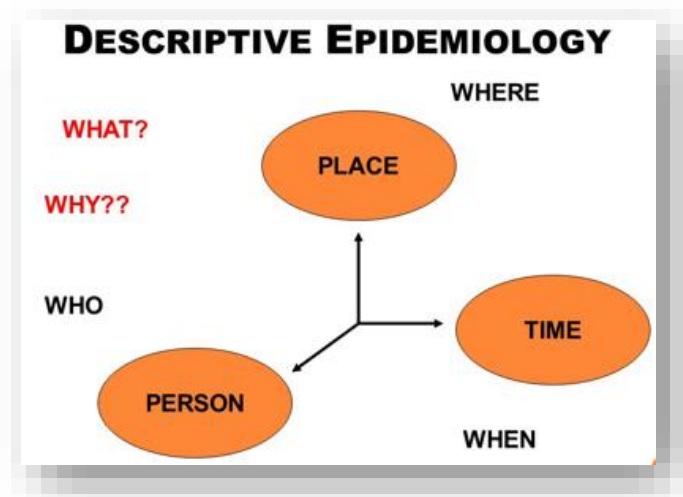 DESCRIPTIVE EPIDEMIOLOGY
WHERE
WHAT?
PLACE
WHY??
WHO
TIME
PERSON
WHEN